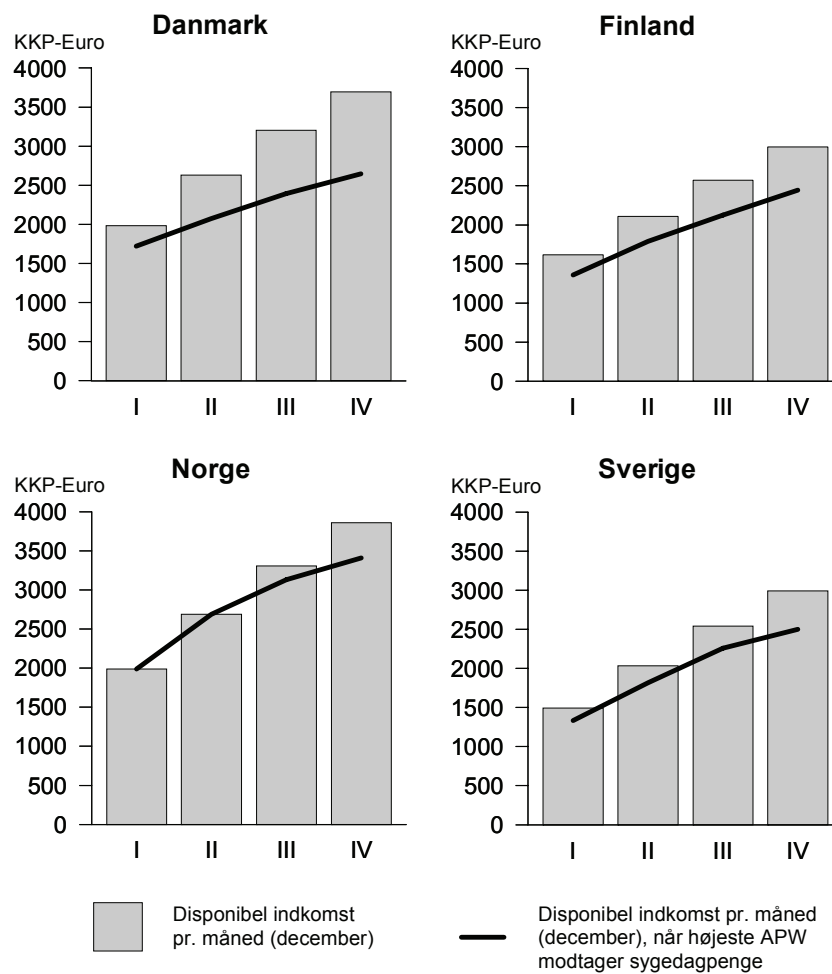 Danmark
KKP-Euro
4000
3500
3000
2500
2000
1500
1000
500
0
I II III IV
Finland
KKP-Euro
4000
3500
3000
2500
2000
1500
1000
500
0
I II III IV
Norge
KKP-Euro
4000
3500
3000
2500
2000
1500
1000
500
0
I II III IV
Sverige
KKP-Euro
4000
3500
3000
2500
2000
1500
1000
500
0
I II III IV
Disponibel indkomst
pr. måned (december)
Disponibel indkomst pr. måned
(december), når højeste APW
modtager sygedagpenge